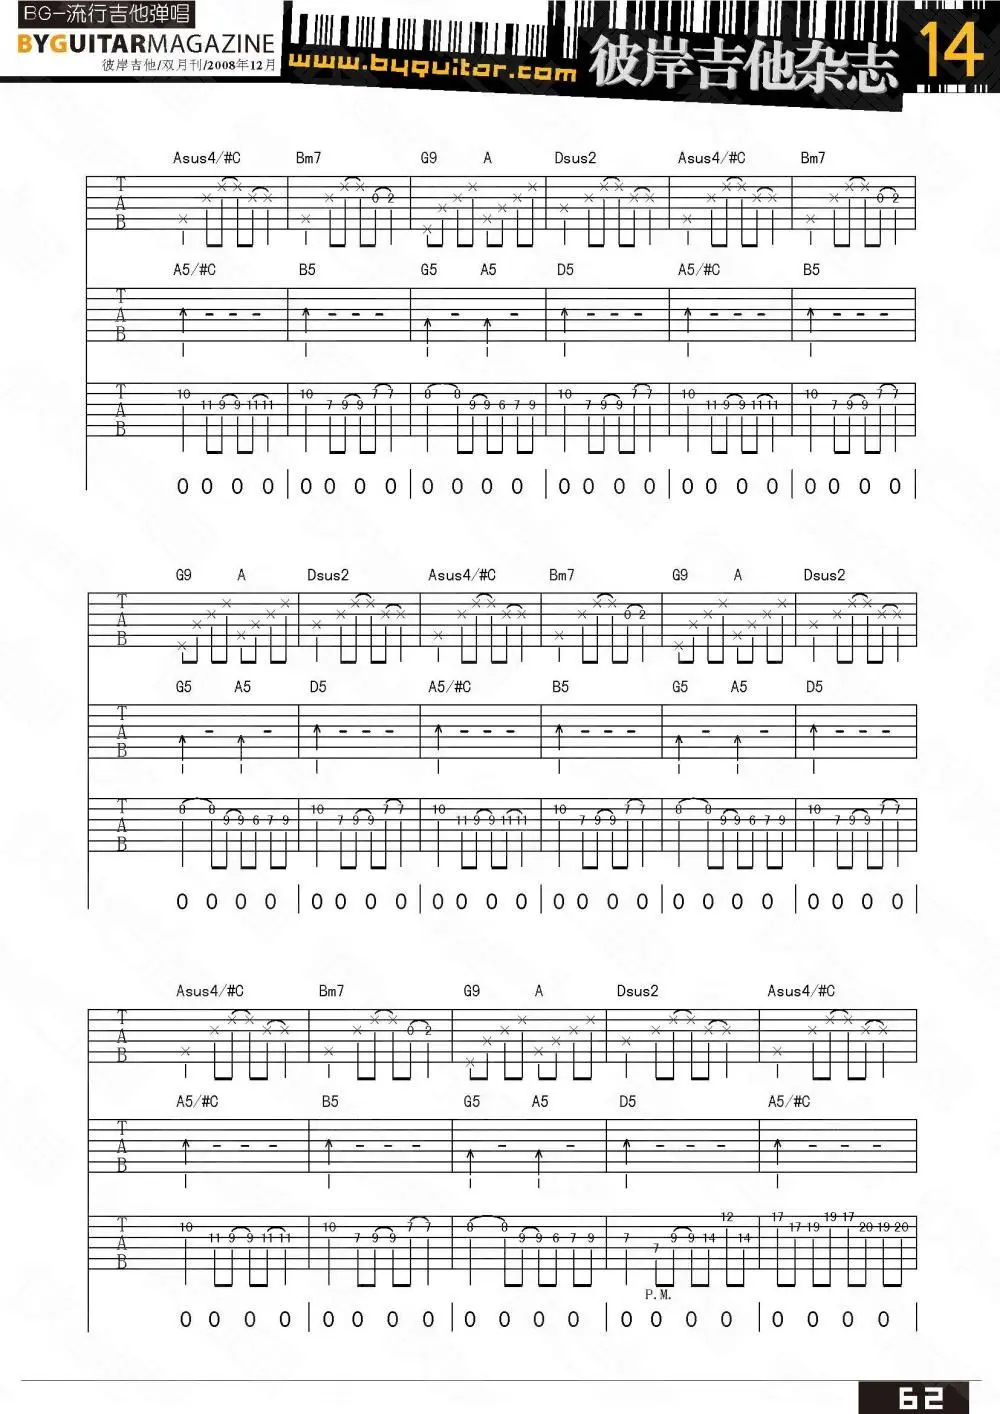 BG-流行吉他弹唱
BYGUITARMAGAZINE
彼岸吉他/双月刊/2008年12月
www.byguitar.com 彼岸吉他杂志 14
Asus4/#C Bm7 G9 A Dsus2 Asus4/#C Bm7
T
A
B
0 2 0 2
A5/#C B5 G5 A5 D5 A5/#C B5
T
A
B
T
A
B
10 11 9 9 11 11 10 7 9 9 7 7 8 8 9 9 6 7 9 10 7 9 9 7 7 10 11 9 9 11 11 10 7 9 9 7 7
0 0 0 0 0 0 0 0 0 0 0 0 0 0 0 0 0 0 0 0 0 0 0 0
G9 A Dsus2 Asus4/#C Bm7 G9 A Dsus2
T
A
B
0 2
G5 A5 D5 A5/#C B5 G5 A5 D5
T
A
B
T
A
B
8 8 9 9 6 7 9 10 7 9 9 7 7 10 11 9 9 11 11 10 7 9 9 7 7 8 8 9 9 6 7 9 10 7 9 9 7 7
0 0 0 0 0 0 0 0 0 0 0 0 0 0 0 0 0 0 0 0 0 0 0 0
Asus4/#C Bm7 G9 A Dsus2 Asus4/#C
T
A
B
0 2
A5/#C B5 G5 A5 D5 A5/#C
T
A
B
T
A
B
10 11 9 9 11 11 10 7 9 9 7 7 8 8 9 9 6 7 9 7 7 9 9 14 12 14 17 17 19 19 17 20 19 20
P.M.
0 0 0 0 0 0 0 0 0 0 0 0 0 0 0 0 0 0 0 0
62